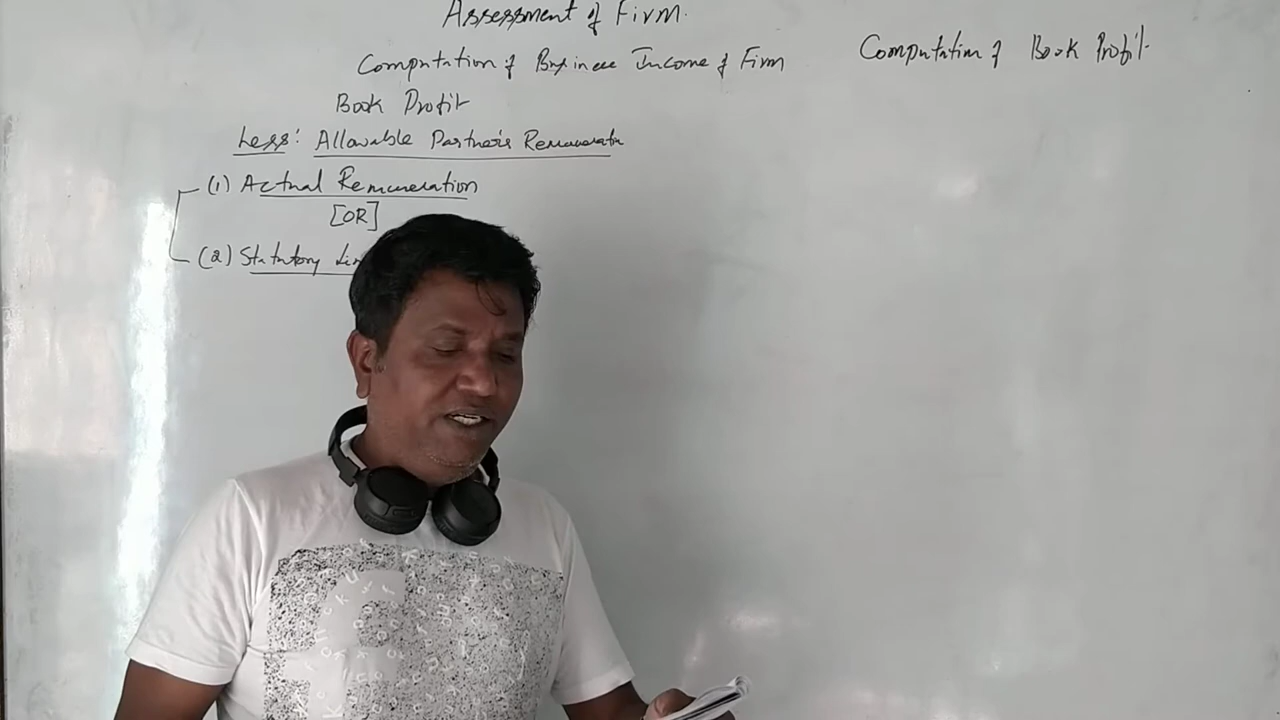 Assessment of Firm.
Computation of Business Income of Firm
Computation of Book Profit
Book Profit
Less: Allowable Partner's Remuneratn
(1) Actual Remuneration
[OR]
(2) Statutory